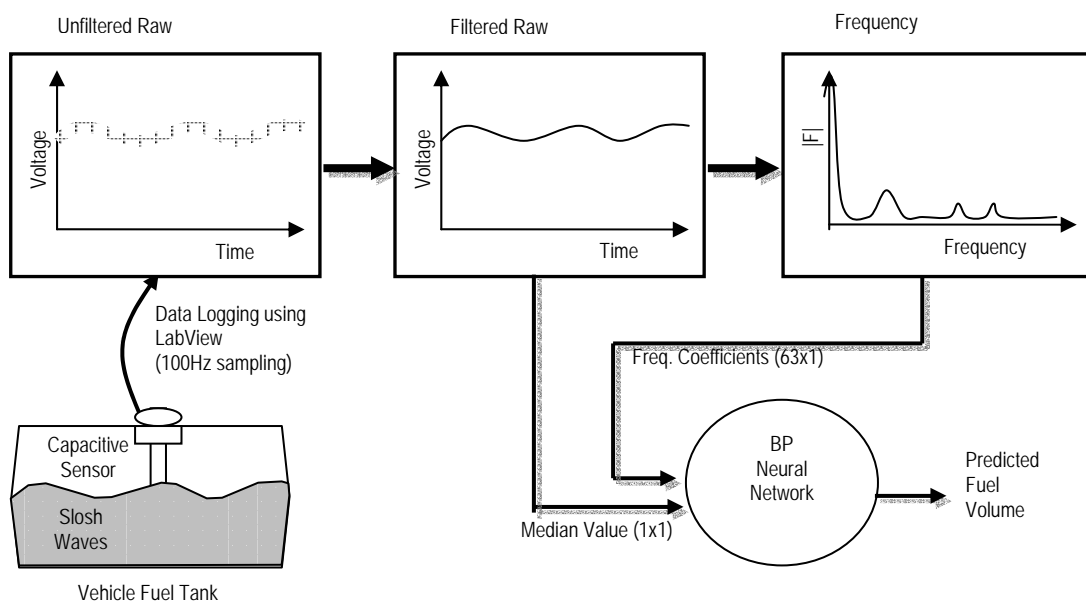 Unfiltered Raw
Filtered Raw
Frequency
Voltage
Time
Voltage
Time
|F|
Frequency
Data Logging using
LabView
(100Hz sampling)
Freq. Coefficients (63x1)
Capacitive
Sensor
Slosh
Waves
Vehicle Fuel Tank
BP
Neural
Network
Median Value (1x1)
Predicted
Fuel
Volume